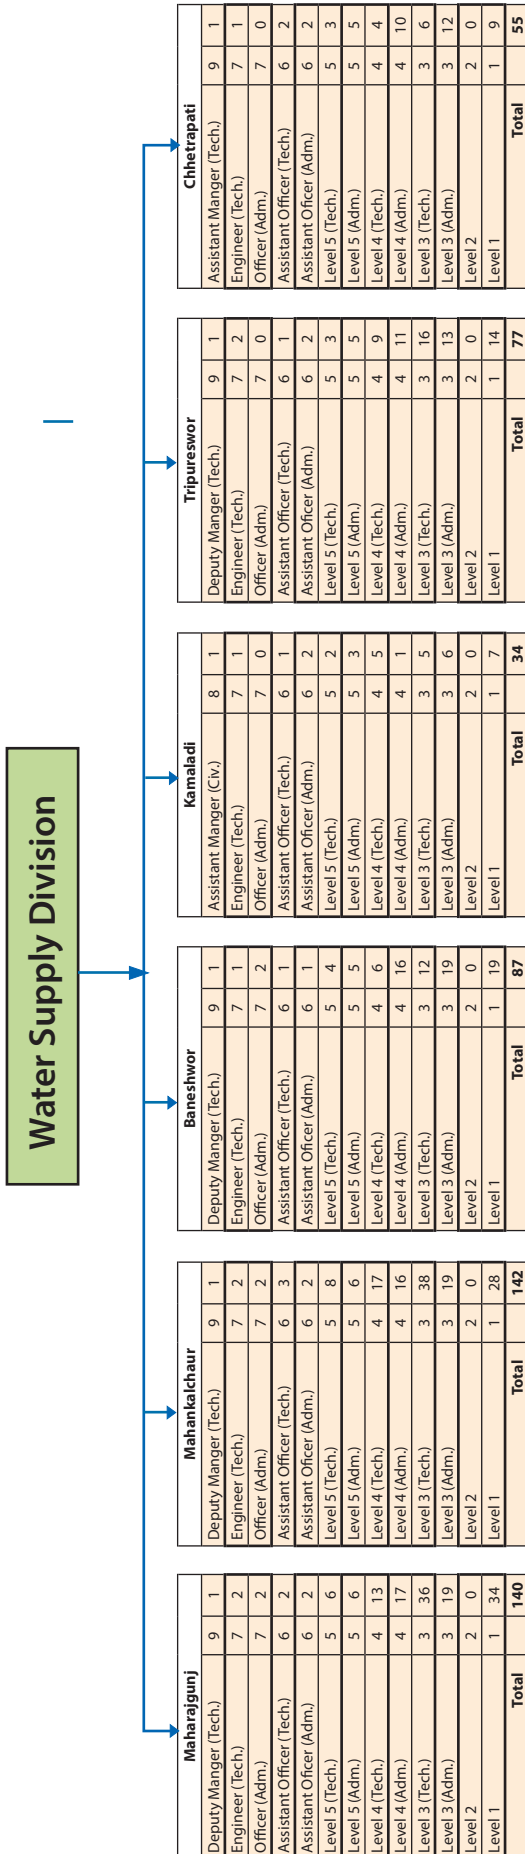 Water Supply Division
Maharajgunj
Deputy Manger (Tech.) 9 1
Engineer (Tech.) 7 2
Officer (Adm.) 7 2
Assistant Officer (Tech.) 6 2
Assistant Oficer (Adm.) 6 2
Level 5 (Tech.) 5 6
Level 5 (Adm.) 5 6
Level 4 (Tech.) 4 13
Level 4 (Adm.) 4 17
Level 3 (Tech.) 3 36
Level 3 (Adm.) 3 19
Level 2 2 0
Level 1 1 34
Total 140
Mahankalchaur
Deputy Manger (Tech.) 9 1
Engineer (Tech.) 7 2
Officer (Adm.) 7 2
Assistant Officer (Tech.) 6 3
Assistant Oficer (Adm.) 6 2
Level 5 (Tech.) 5 8
Level 5 (Adm.) 5 6
Level 4 (Tech.) 4 17
Level 4 (Adm.) 4 16
Level 3 (Tech.) 3 38
Level 3 (Adm.) 3 19
Level 2 2 0
Level 1 1 28
Total 142
Baneshwor
Deputy Manger (Tech.) 9 1
Engineer (Tech.) 7 1
Officer (Adm.) 7 2
Assistant Officer (Tech.) 6 1
Assistant Oficer (Adm.) 6 1
Level 5 (Tech.) 5 4
Level 5 (Adm.) 5 5
Level 4 (Tech.) 4 6
Level 4 (Adm.) 4 16
Level 3 (Tech.) 3 12
Level 3 (Adm.) 3 19
Level 2 2 0
Level 1 1 19
Total 87
Kamaladi
Assistant Manager (Civ.) 8 1
Engineer (Tech.) 7 1
Officer (Adm.) 7 0
Assistant Officer (Tech.) 6 1
Assistant Oficer (Adm.) 6 2
Level 5 (Tech.) 5 2
Level 5 (Adm.) 5 3
Level 4 (Tech.) 4 5
Level 4 (Adm.) 4 1
Level 3 (Tech.) 3 5
Level 3 (Adm.) 3 6
Level 2 2 0
Level 1 1 7
Total 34
Tripureswor
Deputy Manger (Tech.) 9 1
Engineer (Tech.) 7 2
Officer (Adm.) 7 0
Assistant Officer (Tech.) 6 1
Assistant Oficer (Adm.) 6 2
Level 5 (Tech.) 5 3
Level 5 (Adm.) 5 5
Level 4 (Tech.) 4 9
Level 4 (Adm.) 4 11
Level 3 (Tech.) 3 16
Level 3 (Adm.) 3 13
Level 2 2 0
Level 1 1 14
Total 77
Chhetrapati
Assistant Manger (Tech.) 9 1
Engineer (Tech.) 7 1
Officer (Adm.) 7 0
Assistant Officer (Tech.) 6 2
Assistant Oficer (Adm.) 6 2
Level 5 (Tech.) 5 3
Level 5 (Adm.) 5 5
Level 4 (Tech.) 4 4
Level 4 (Adm.) 4 10
Level 3 (Tech.) 3 6
Level 3 (Adm.) 3 12
Level 2 2 0
Level 1 1 9
Total 55